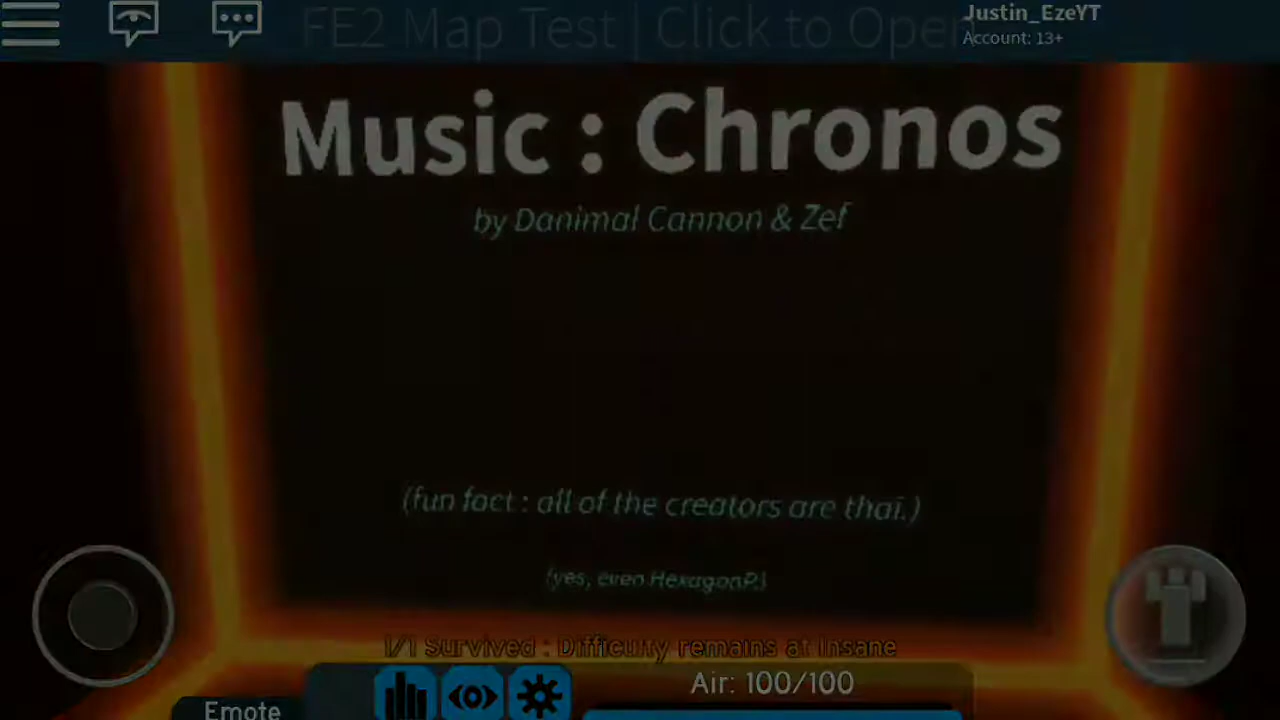 FE2 Map Test | Click to Open
Justin_EzeYT
Account: 13+
Music : Chronos
by Danimal Cannon & Zef
(fun fact : all of the creators are thai.)
(yes, even HexagonP.)
1/1 Survived : Difficulty remains at Insane
Air: 100/100
Emote